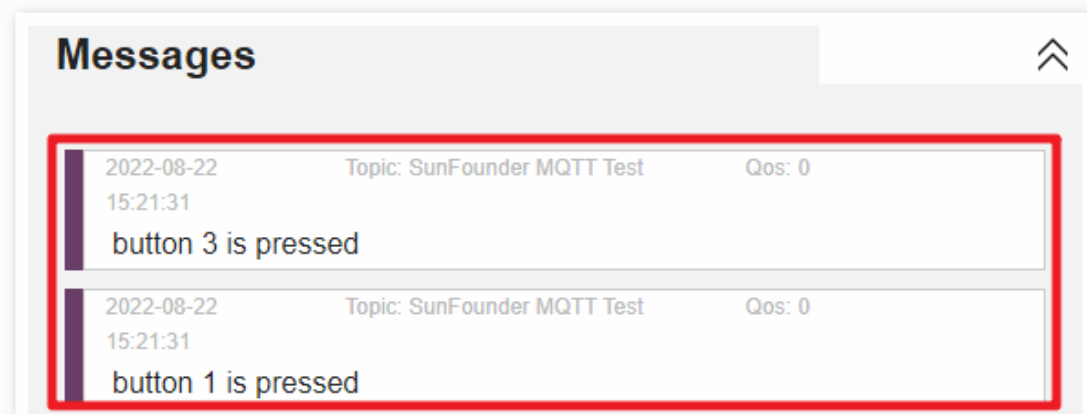 Messages
2022-08-22 Topic: SunFounder MQTT Test Qos: 0
15:21:31
button 3 is pressed
2022-08-22 Topic: SunFounder MQTT Test Qos: 0
15:21:31
button 1 is pressed